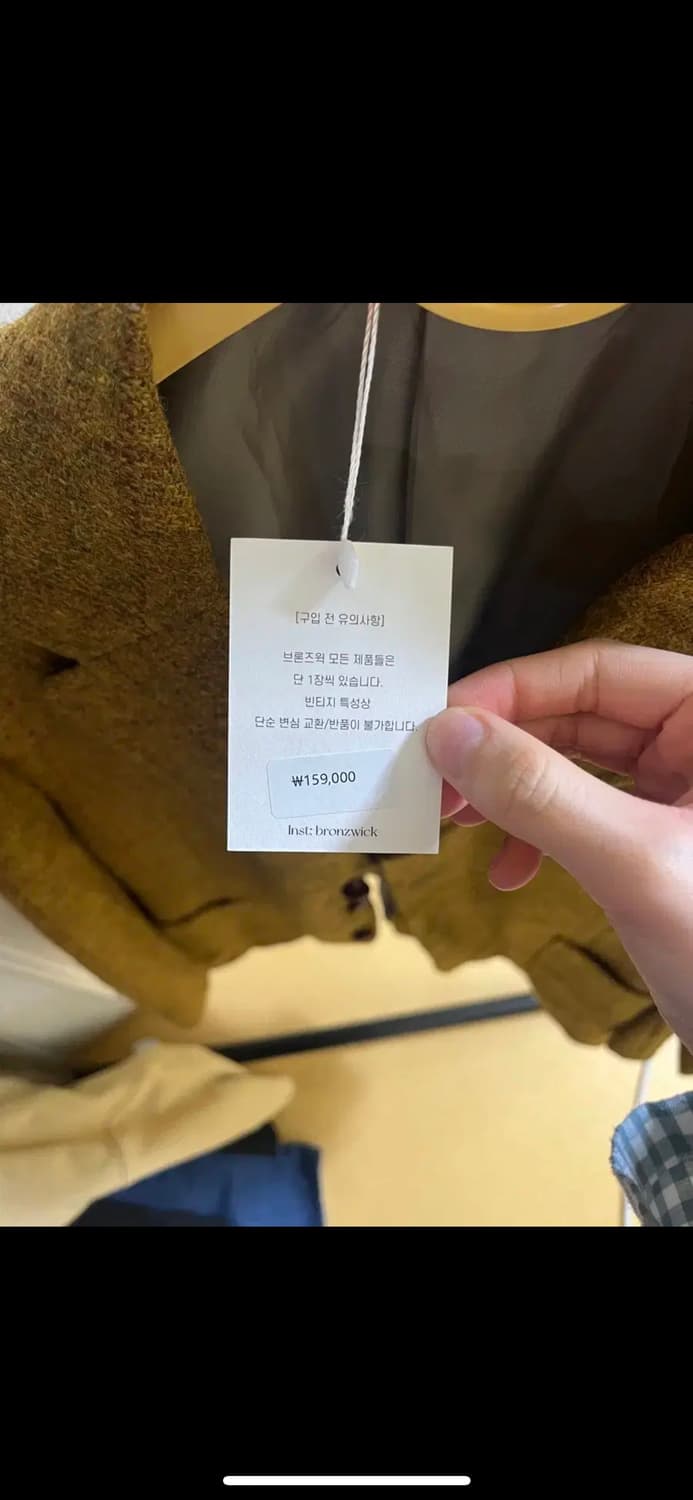 [구입 전 유의사항]
브론즈윅 모든 제품들은
단 1장씩 있습니다.
빈티지 특성상
단순 변심 교환/반품이 불가합니다.
₩159,000
Inst: bronzwick